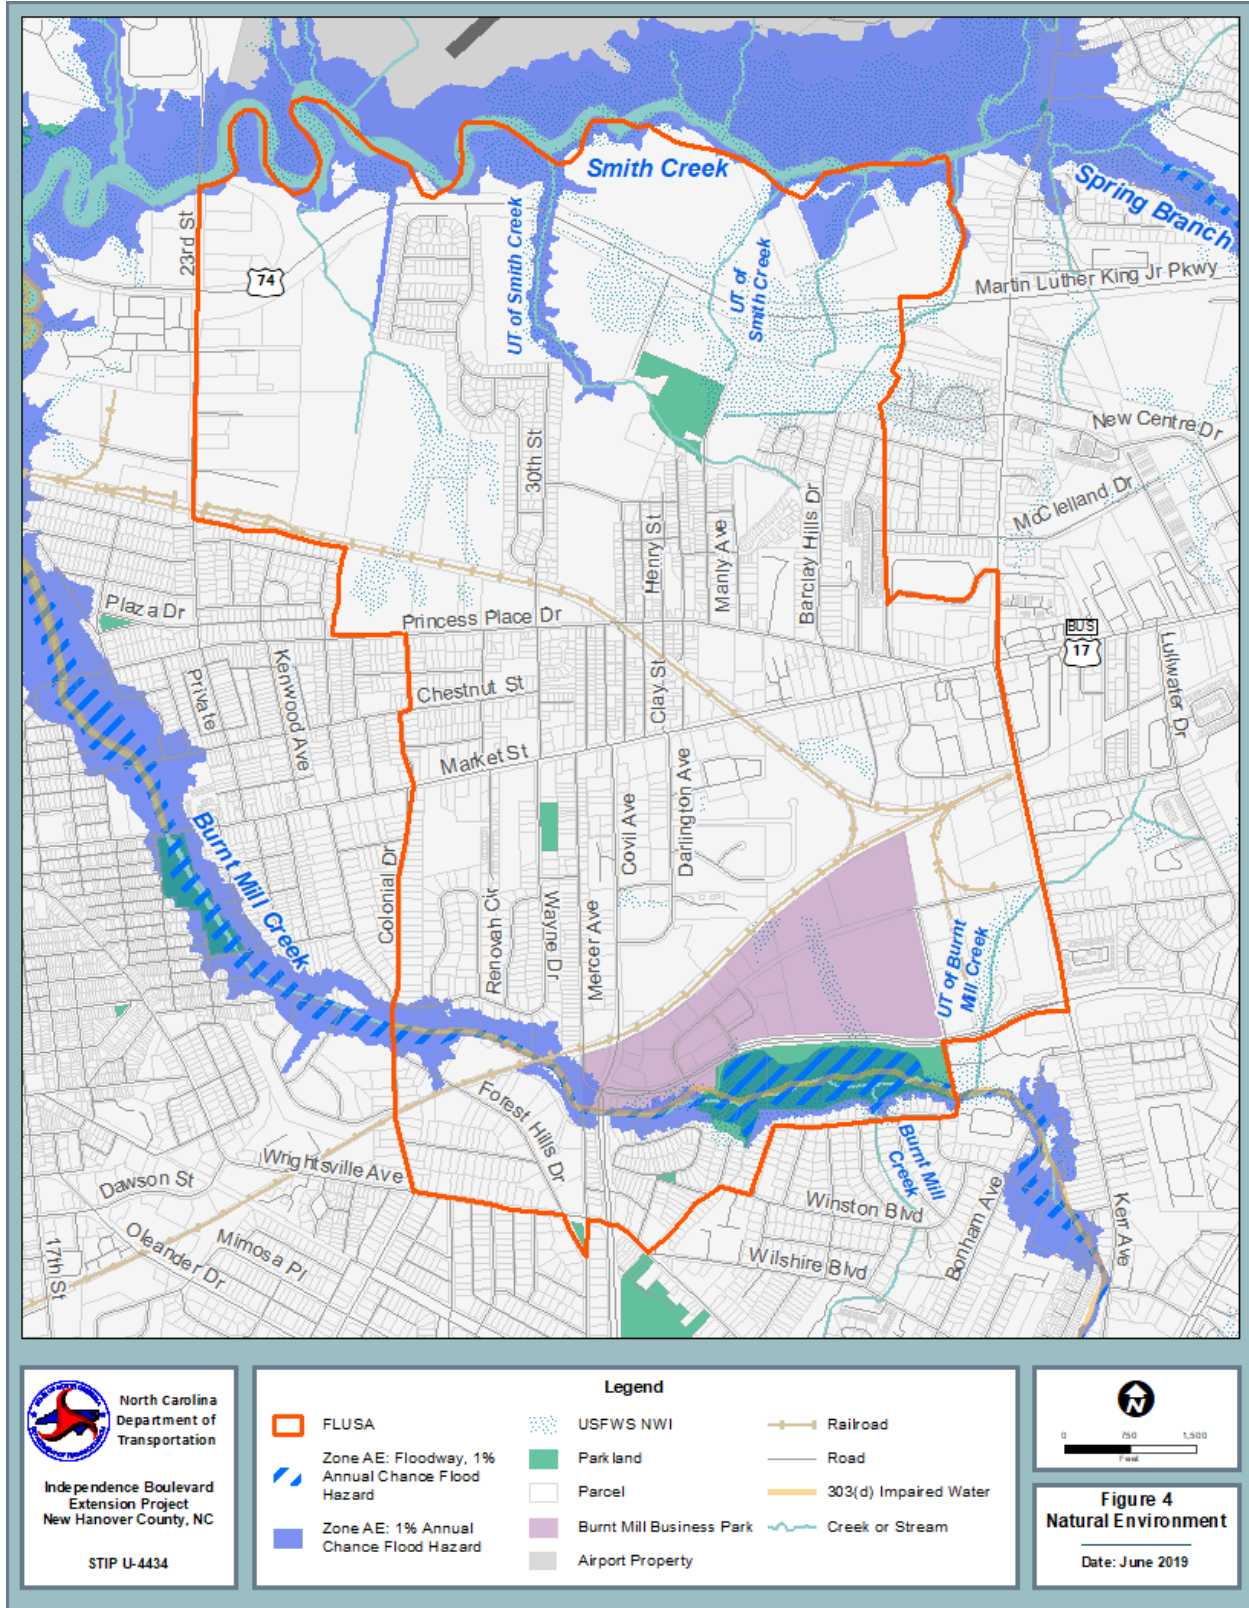 Smith Creek
Spring Branch
23rd St
74
UT of Smith Creek
UT of
Smith Creek
Martin Luther King Jr Pkwy
New Centre Dr
30th St
McClelland Dr
Henry St
Manly Ave
Barclay Hills Dr
Plaza Dr
Princess Place Dr
BUS
17
Private
Kenwood Ave
Chestnut St
Clay St
Lullwater Dr
Market St
Burnt Mill Creek
Colonial Dr
Renovah Cir
Wayne Dr
Mercer Ave
Covil Ave
Darlington Ave
UT of Burnt
Mill Creek
Forest Hills Dr
Burnt Mill
Creek
Wrightsville Ave
Dawson St
Winston Blvd
Bonham Ave
Kerr Ave
17th St
Oleander Dr
Mimosa Pl
Wilshire Blvd
North Carolina
Department of
Transportation
Independence Boulevard
Extension Project
New Hanover County, NC
STIP U-4434
Legend
FLUSA
Zone AE: Floodway, 1%
Annual Chance Flood
Hazard
Zone AE: 1% Annual
Chance Flood Hazard
USFWS NWI
Parkland
Parcel
Burnt Mill Business Park
Airport Property
Railroad
Road
303(d) Impaired Water
Creek or Stream
N
0 750 1,500
Feet
Figure 4
Natural Environment
Date: June 2019